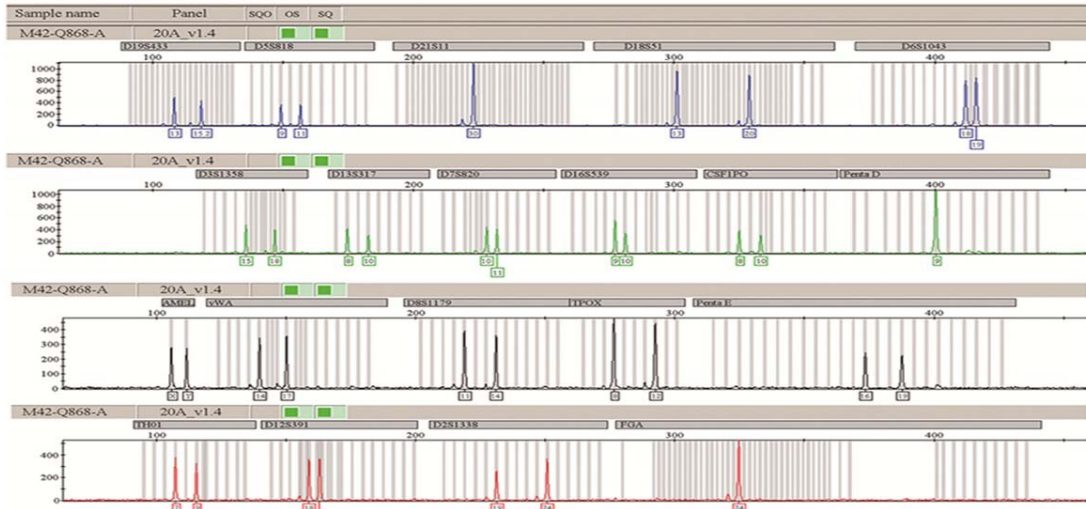 Sample name Panel SQO OS SQ
M42-Q868-A 20A_v1.4
D19S433 D5S818 D21S11 D18S51 D6S1043
100 200 300 400
1000
800
600
400
200
0
13 15.2 9 11 30 13 20 18
19
M42-Q868-A 20A_v1.4
D3S1358 D13S317 D7S820 D16S539 CSF1PO Penta D
100 200 300 400
1000
800
600
400
200
0
15 18 8 10 10 9 10 8 10 9
11
M42-Q868-A 20A_v1.4
AMEL vWA D8S1179 TPOX Penta E
100 200 300 400
400
300
200
100
0
X Y 14 17 11 14 8 12 16 19
M42-Q868-A 20A_v1.4
TH01 D12S391 D2S1338 FGA
100 200 300 400
400
200
0
24 24